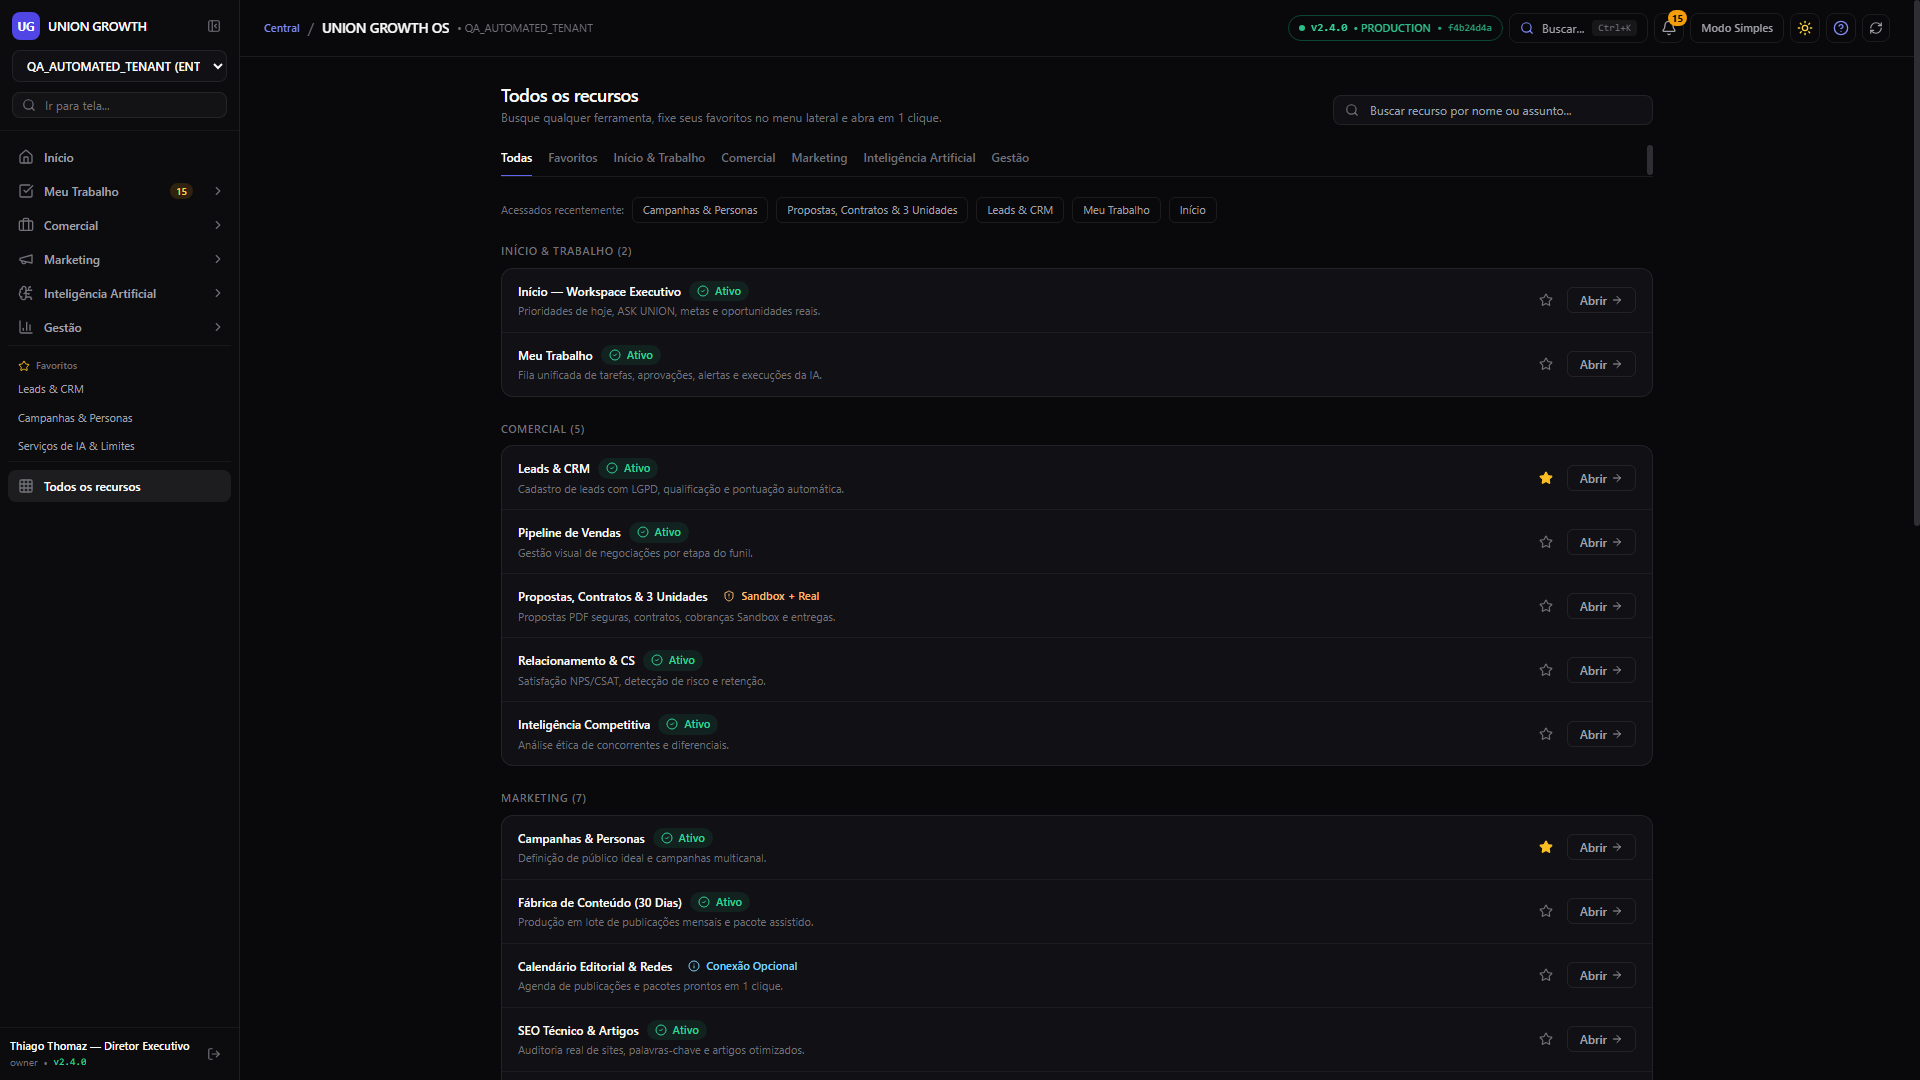 UG UNION GROWTH
QA_AUTOMATED_TENANT (ENT
Ir para tela...
Início
Meu Trabalho 15
Comercial
Marketing
Inteligência Artificial
Gestão
Favoritos
Leads & CRM
Campanhas & Personas
Serviços de IA & Limites
Todos os recursos
Thiago Thomaz — Diretor Executivo
owner • v2.4.0
Central / UNION GROWTH OS • QA_AUTOMATED_TENANT
v2.4.0 • PRODUCTION • f4b24d4a
Buscar... Ctrl+K
15
Modo Simples
Todos os recursos
Busque qualquer ferramenta, fixe seus favoritos no menu lateral e abra em 1 clique.
Buscar recurso por nome ou assunto...
Todas Favoritos Início & Trabalho Comercial Marketing Inteligência Artificial Gestão
Acessados recentemente: Campanhas & Personas Propostas, Contratos & 3 Unidades Leads & CRM Meu Trabalho Início
INÍCIO & TRABALHO (2)
Início — Workspace Executivo Ativo
Prioridades de hoje, ASK UNION, metas e oportunidades reais.
Abrir
Meu Trabalho Ativo
Fila unificada de tarefas, aprovações, alertas e execuções da IA.
Abrir
COMERCIAL (5)
Leads & CRM Ativo
Cadastro de leads com LGPD, qualificação e pontuação automática.
Abrir
Pipeline de Vendas Ativo
Gestão visual de negociações por etapa do funil.
Abrir
Propostas, Contratos & 3 Unidades Sandbox + Real
Propostas PDF seguras, contratos, cobranças Sandbox e entregas.
Abrir
Relacionamento & CS Ativo
Satisfação NPS/CSAT, detecção de risco e retenção.
Abrir
Inteligência Competitiva Ativo
Análise ética de concorrentes e diferenciais.
Abrir
MARKETING (7)
Campanhas & Personas Ativo
Definição de público ideal e campanhas multicanal.
Abrir
Fábrica de Conteúdo (30 Dias) Ativo
Produção em lote de publicações mensais e pacote assistido.
Abrir
Calendário Editorial & Redes Conexão Opcional
Agenda de publicações e pacotes prontos em 1 clique.
Abrir
SEO Técnico & Artigos Ativo
Auditoria real de sites, palavras-chave e artigos otimizados.
Abrir